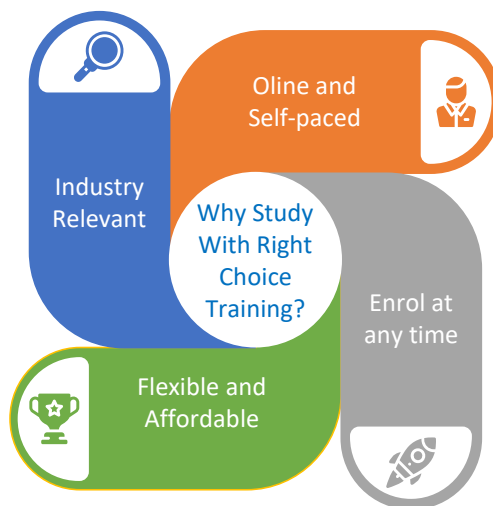 Oline and
Self-paced
Industry
Relevant
Why Study
With Right
Choice
Training?
Enrol at
any time
Flexible and
Affordable